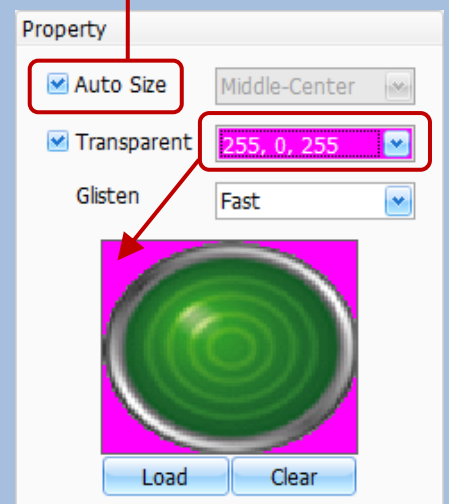 Property
Auto Size Middle-Center
Transparent 255, 0, 255
Glisten Fast
Load Clear